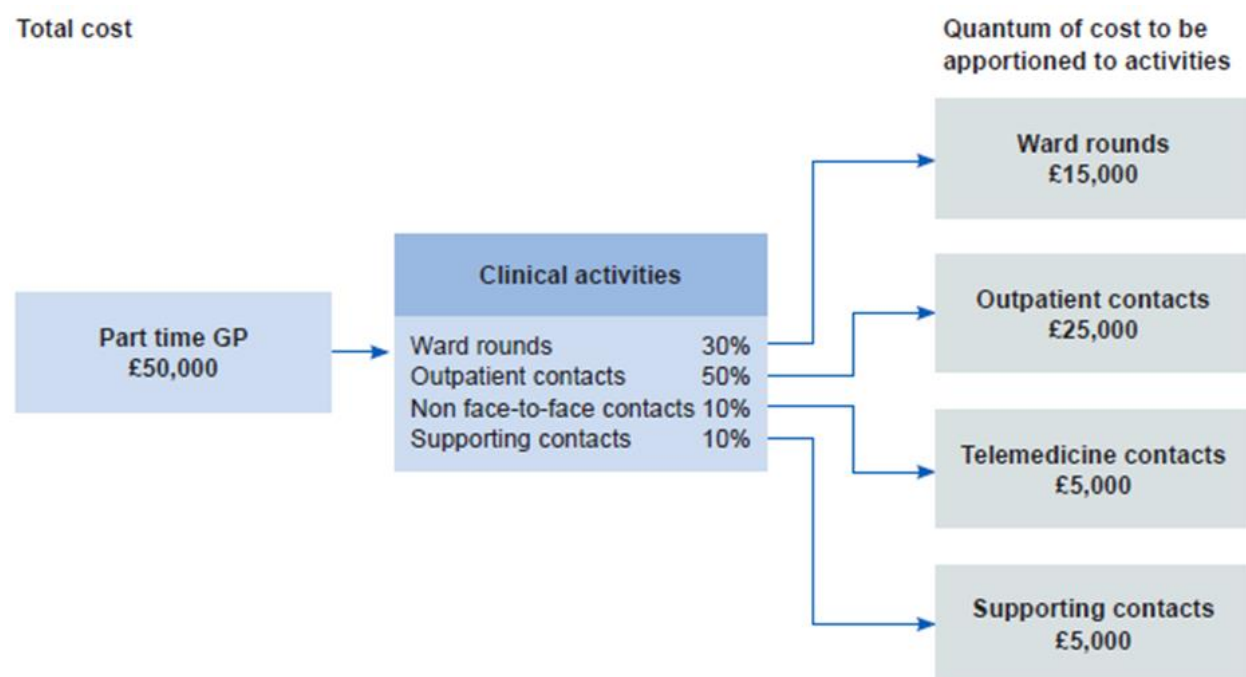 Total cost
Quantum of cost to be
apportioned to activities
Part time GP
£50,000
Clinical activities
Ward rounds 30%
Outpatient contacts 50%
Non face-to-face contacts 10%
Supporting contacts 10%
Ward rounds
£15,000
Outpatient contacts
£25,000
Telemedicine contacts
£5,000
Supporting contacts
£5,000